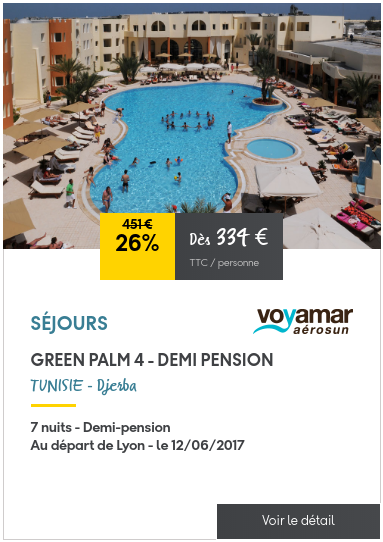 451 €
26%
Dès 334 €
TTC / personne
SÉJOURS
voyamar
aérosun
GREEN PALM 4 - DEMI PENSION
TUNISIE - Djerba
7 nuits - Demi-pension
Au départ de Lyon - le 12/06/2017
Voir le détail